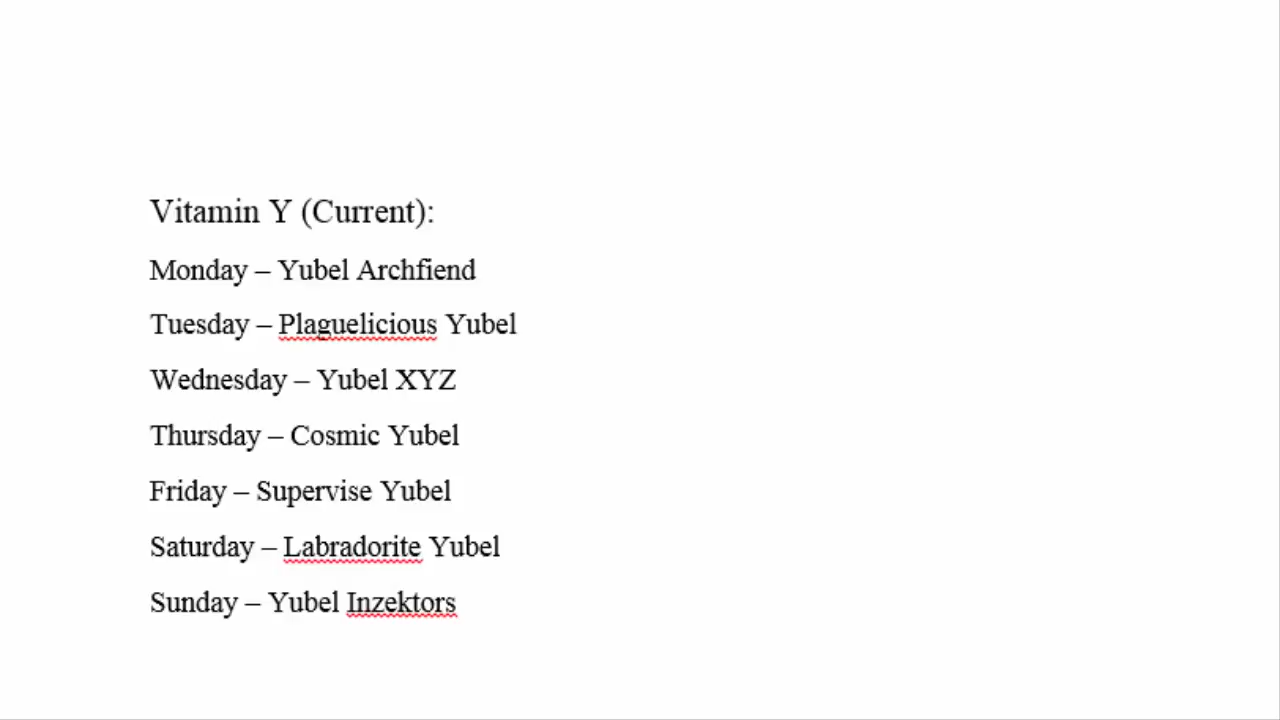 Vitamin Y (Current):
Monday – Yubel Archfiend
Tuesday – Plaguelicious Yubel
Wednesday – Yubel XYZ
Thursday – Cosmic Yubel
Friday – Supervise Yubel
Saturday – Labradorite Yubel
Sunday – Yubel Inzektors